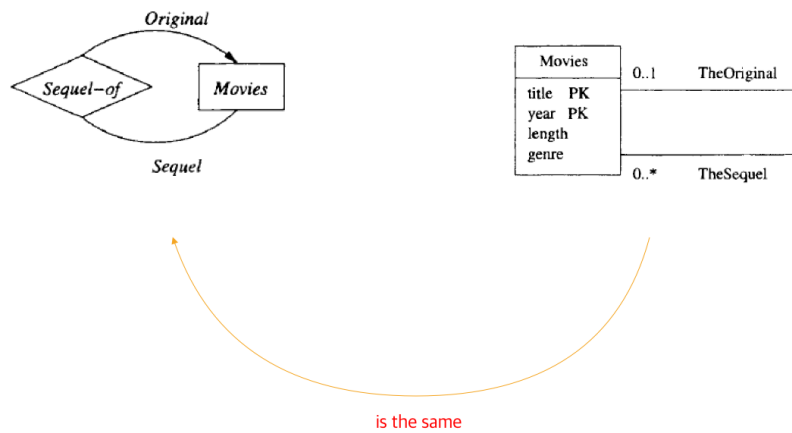 Original
Sequel-of
Movies
Sequel
Movies
0..1 TheOriginal
title PK
year PK
length
genre
0..* TheSequel
is the same